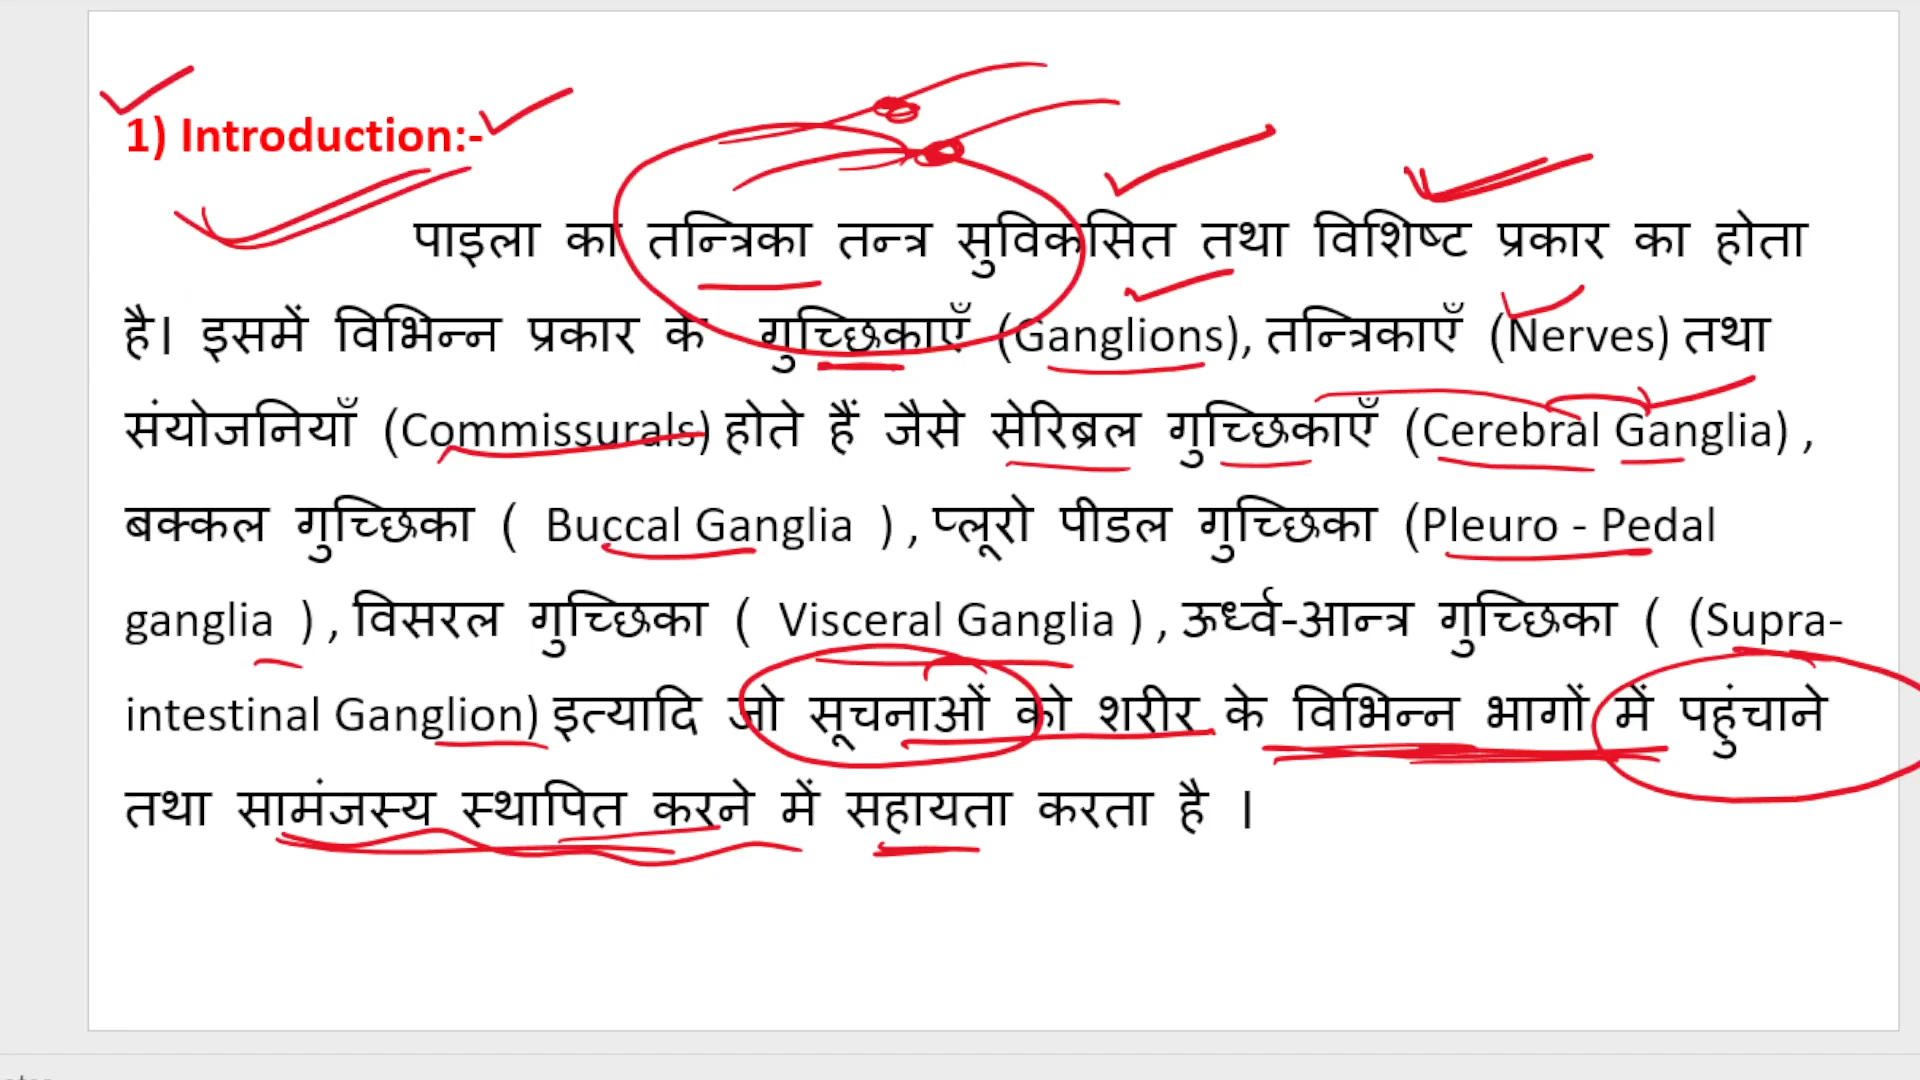 1) Introduction:-
पाइला का तन्त्रिका तन्त्र सुविकसित तथा विशिष्ट प्रकार का होता
है। इसमें विभिन्न प्रकार के गुच्छिकाएँ (Ganglions), तन्त्रिकाएँ (Nerves) तथा
संयोजनियाँ (Commissurals) होते हैं जैसे सेरिब्रल गुच्छिकाएँ (Cerebral Ganglia) ,
बक्कल गुच्छिका ( Buccal Ganglia ) , प्लूरो पीडल गुच्छिका (Pleuro - Pedal
ganglia ) , विसरल गुच्छिका ( Visceral Ganglia ) , ऊर्ध्व-आन्त्र गुच्छिका ( (Supra-
intestinal Ganglion) इत्यादि जो सूचनाओं को शरीर के विभिन्न भागों में पहुंचाने
तथा सामंजस्य स्थापित करने में सहायता करता है ।